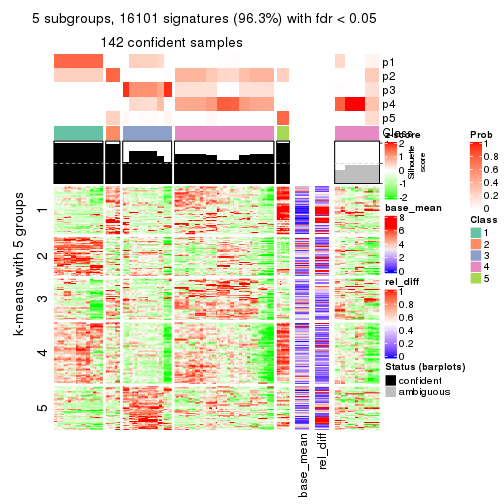 5 subgroups, 16101 signatures (96.3%) with fdr < 0.05
142 confident samples
p1
p2
p3
p4
p5
Class
Silhouette
score
k-means with 5 groups
1
2
3
4
5
base_mean
rel_diff
z-score
2
1
0
-1
-2
base_mean
8
6
4
2
0
rel_diff
1
0.8
0.6
0.4
0.2
0
Status (barplots)
confident
ambiguous
Prob
1
0.8
0.6
0.4
0.2
0
Class
1
2
3
4
5